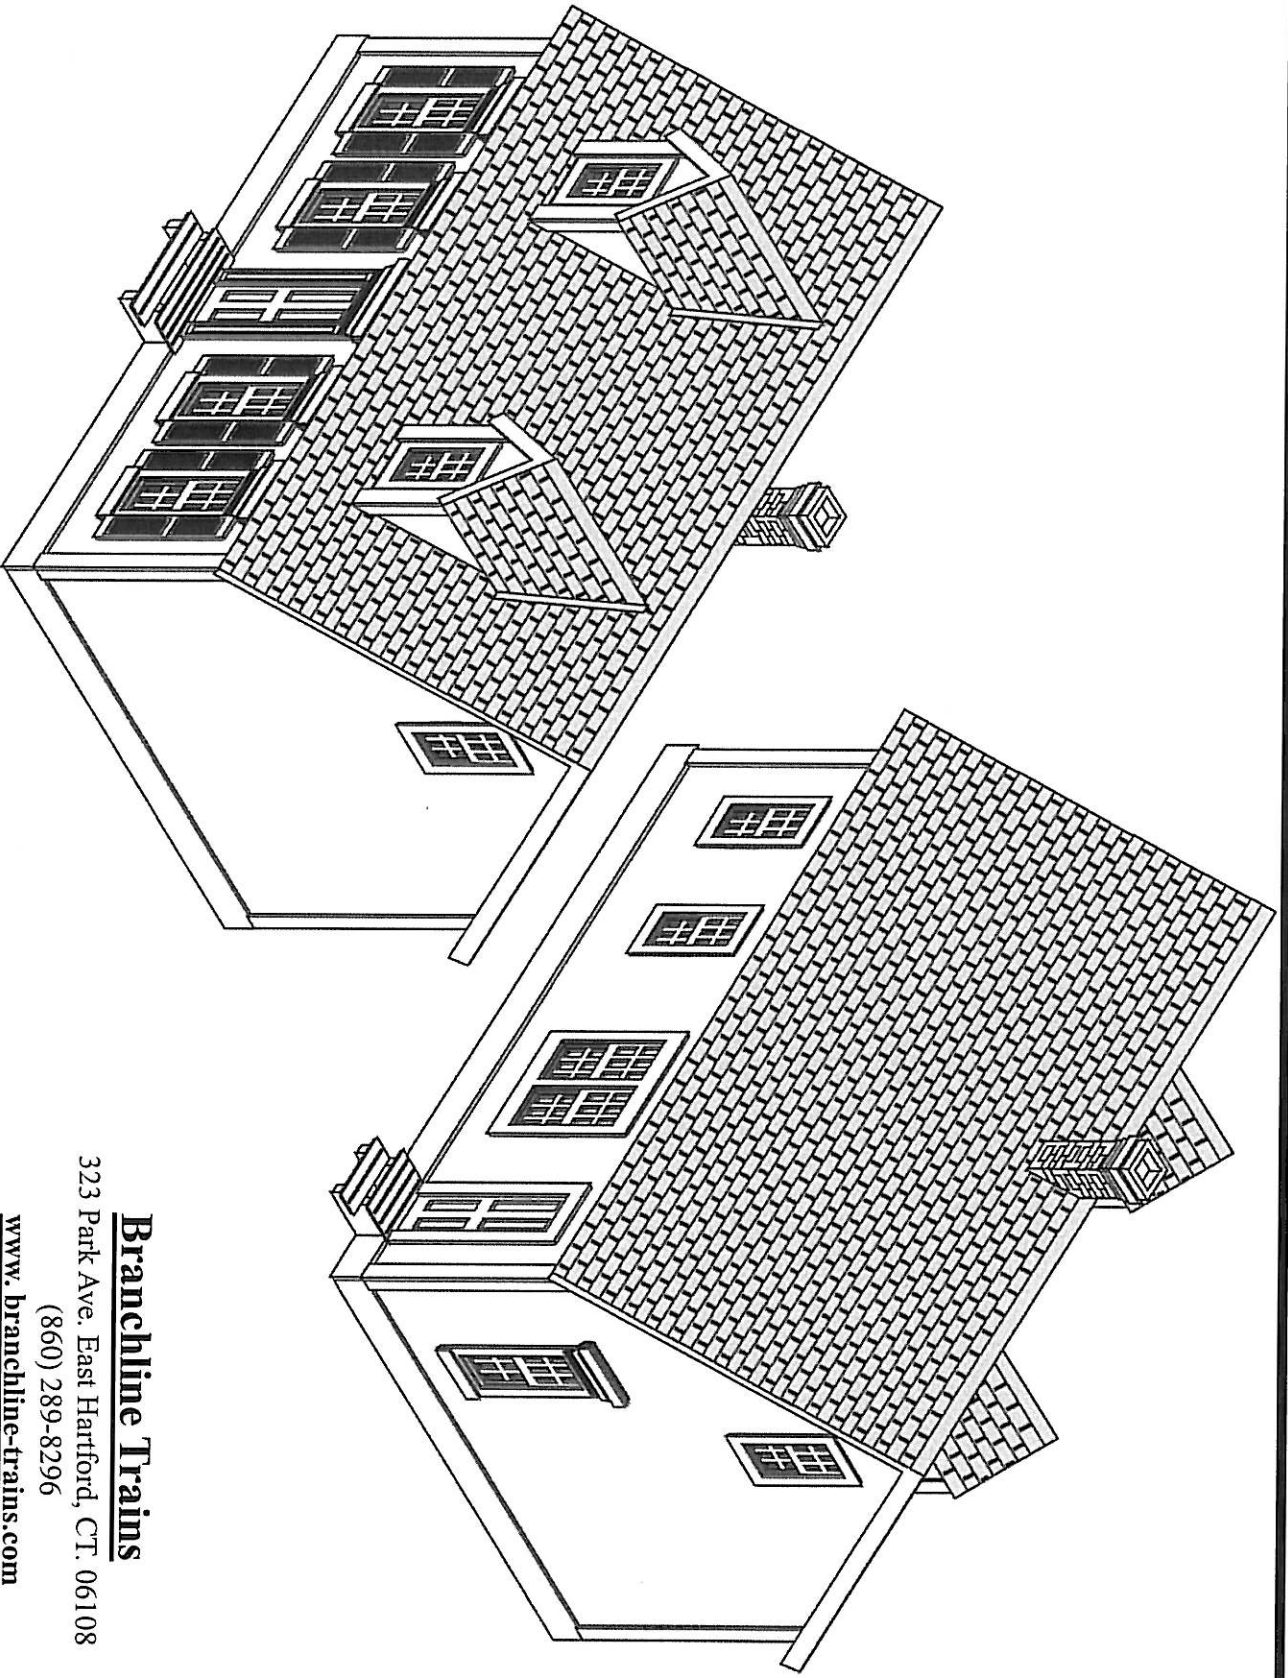 Branchline Trains
323 Park Ave. East Hartford, CT. 06108
(860) 289-8296
www. branchline-trains.com